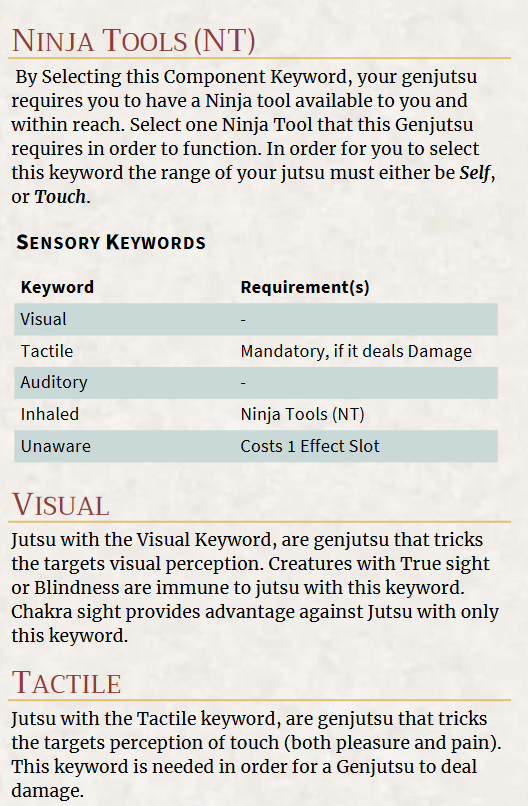 NINJA TOOLS (NT)
By Selecting this Component Keyword, your genjutsu
requires you to have a Ninja tool available to you and
within reach. Select one Ninja Tool that this Genjutsu
requires in order to function. In order for you to select
this keyword the range of your jutsu must either be Self,
or Touch.
SENSORY KEYWORDS
Keyword Requirement(s)
Visual -
Tactile Mandatory, if it deals Damage
Auditory -
Inhaled Ninja Tools (NT)
Unaware Costs 1 Effect Slot
VISUAL
Jutsu with the Visual Keyword, are genjutsu that tricks
the targets visual perception. Creatures with True sight
or Blindness are immune to jutsu with this keyword.
Chakra sight provides advantage against Jutsu with only
this keyword.
TACTILE
Jutsu with the Tactile keyword, are genjutsu that tricks
the targets perception of touch (both pleasure and pain).
This keyword is needed in order for a Genjutsu to deal
damage.